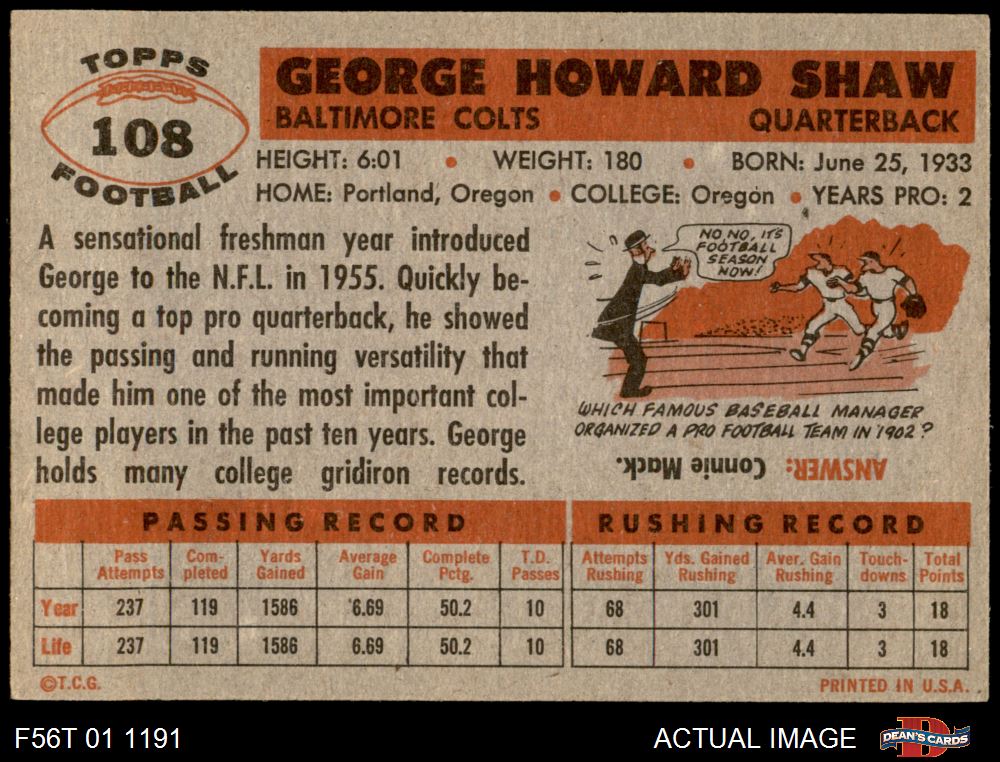 TOPPS
108
FOOTBALL
GEORGE HOWARD SHAW
BALTIMORE COLTS QUARTERBACK
HEIGHT: 6:01 • WEIGHT: 180 • BORN: June 25, 1933
HOME: Portland, Oregon • COLLEGE: Oregon • YEARS PRO: 2
A sensational freshman year introduced
George to the N.F.L. in 1955. Quickly be-
coming a top pro quarterback, he showed
the passing and running versatility that
made him one of the most important col-
lege players in the past ten years. George
holds many college gridiron records.
NO, NO, IT'S
FOOTBALL
SEASON
NOW!
WHICH FAMOUS BASEBALL MANAGER
ORGANIZED A PRO FOOTBALL TEAM IN 1902?
ANSWER: Connie Mack.
PASSING RECORD
Pass Attempts Com-pleted Yards Gained Average Gain Complete Pctg. T.D. Passes
Year 237 119 1586 6.69 50.2 10
Life 237 119 1586 6.69 50.2 10
RUSHING RECORD
Attempts Rushing Yds. Gained Rushing Aver. Gain Rushing Touch-downs Total Points
68 301 4.4 3 18
68 301 4.4 3 18
©T.C.G. PRINTED IN U.S.A.
F56T 01 1191 ACTUAL IMAGE
D
DEAN'S CARDS